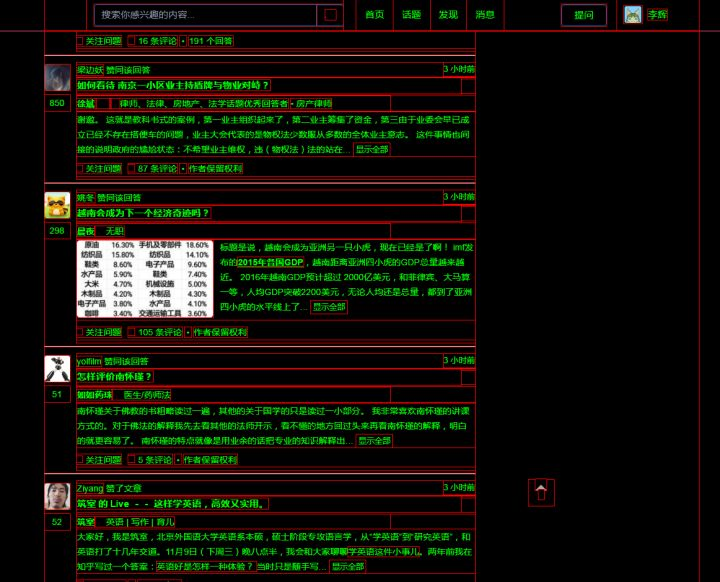 搜索你感兴趣的内容...
首页 话题 发现 消息 提问 李辉
关注问题 16 条评论 • 191 个回答
梁边妖 赞同该回答 3 小时前
如何看待 南京一小区业主持盾牌与物业对峙？
850 徐斌 律师、法律、房地产、法学话题优秀回答者 • 房产律师
谢邀。 这就是教科书式的案例，第一业主组织起来了，第二业主筹集了资金，第三由于业委会早已成
立已经不存在搭便车的问题，业主大会代表的是物权法少数服从多数的全体业主意志。 这件事情也间
接的说明政府的尴尬状态：不希望业主维权，违（物权法）法的站在... 显示全部
关注问题 87 条评论 • 作者保留权利
姚冬 赞同该回答 3 小时前
越南会成为下一个经济奇迹吗？
298 晨夜 无职
原油 16.30% 手机及零部件 18.60%
纺织品 15.80% 纺织品 14.10%
鞋类 8.60% 电子产品 9.60%
水产品 5.90% 鞋类 7.40%
大米 4.70% 机械设施 5.00%
木制品 4.20% 木制品 4.30%
电子产品 3.80% 水产品 4.10%
咖啡 3.40% 交通运输工具 3.60%
标题是说，越南会成为亚洲另一只小虎，现在已经是了啊！ imf发
布的2015年各国GDP，越南距离亚洲四小虎的GDP总量越来越
近。 2016年越南GDP预计超过 2000亿美元，和菲律宾、大马算
一等，人均GDP突破2200美元，无论人均还是总量，都到了亚洲
四小虎的水平线上了... 显示全部
关注问题 105 条评论 • 作者保留权利
yolfilm 赞同该回答 3 小时前
怎样评价南怀瑾？
51 如如药珠 医生/药师法
南怀瑾关于佛教的书粗略读过一遍，其他的关于国学的只是读过一小部分。 我非常喜欢南怀瑾的讲课
方式的。对于佛法的解释我先去看其他的法师开示，看不懂的地方回过头来再看南怀瑾的解释，明白
的就更容易了。 南怀瑾的特点就像是用业余的话把专业的知识解释出... 显示全部
关注问题 5 条评论 • 作者保留权利
Ziyang 赞了文章 3 小时前
筑室 的 Live －－ 这样学英语，高效又实用。
52 筑室 英语 | 写作 | 育儿
大家好，我是筑室，北京外国语大学英语系本硕，硕士阶段专攻语言学，从“学英语”到“研究英语”，和
英语打了十几年交道。 11月9日（下周三）晚八点半，我会和大家聊聊学英语这件小事儿。两年前我在
知乎写过一个答案：英语好是怎样一种体验？ 当时只是随手写... 显示全部